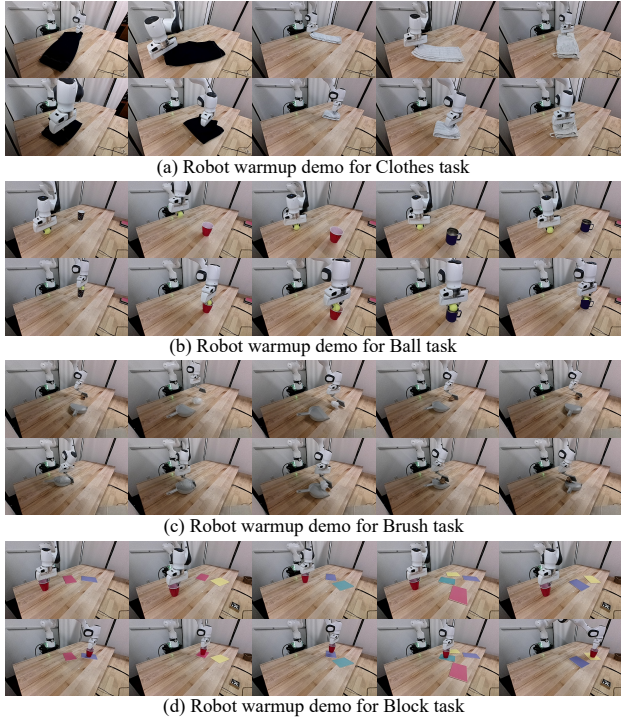 (a) Robot warmup demo for Clothes task
(b) Robot warmup demo for Ball task
(c) Robot warmup demo for Brush task
(d) Robot warmup demo for Block task